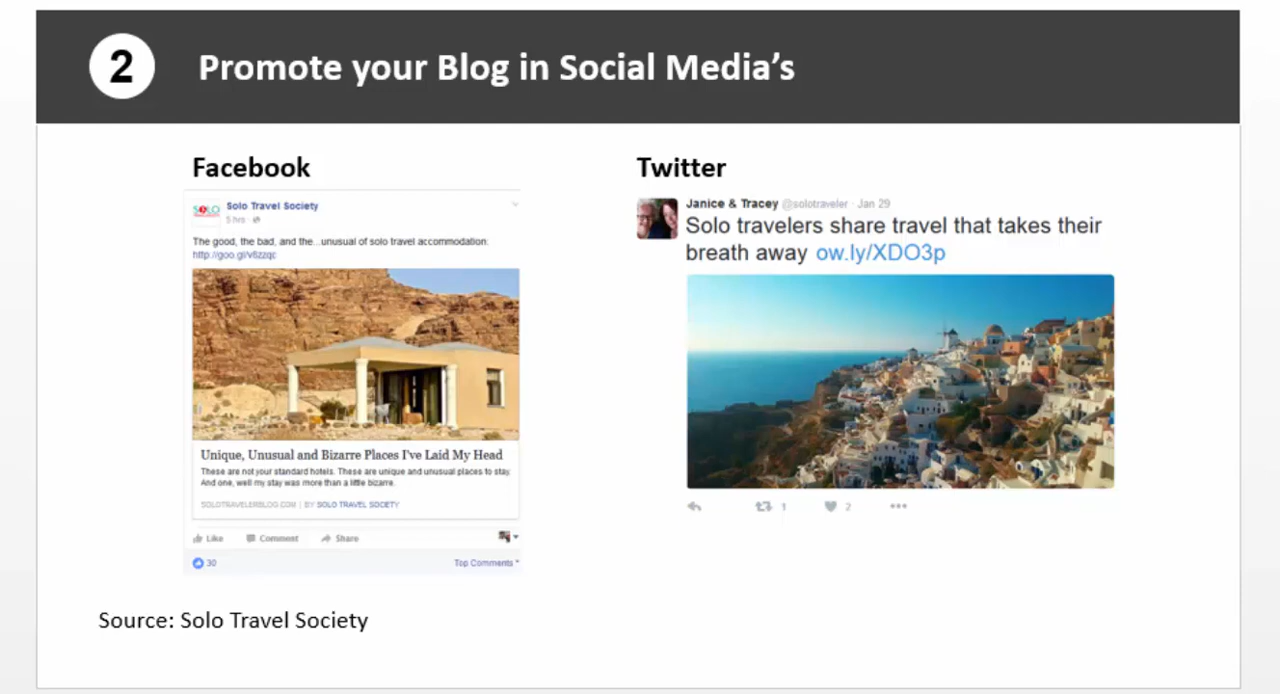 2
Promote your Blog in Social Media’s
Facebook
SOLO
Solo Travel Society
5 hrs ·
The good, the bad, and the...unusual of solo travel accommodation:
Unique, Unusual and Bizarre Places I've Laid My Head
These are not your standard hotels. These are unique and unusual places to stay.
And one, well my stay was more than a little bizarre.
SOLOTRAVELERBLOG.COM | BY SOLO TRAVEL SOCIETY
Like Comment Share
30 Top Comments
Twitter
Janice & Tracey @solotraveler · Jan 29
Solo travelers share travel that takes their
breath away ow.ly/XDO3p
1 2
Source: Solo Travel Society